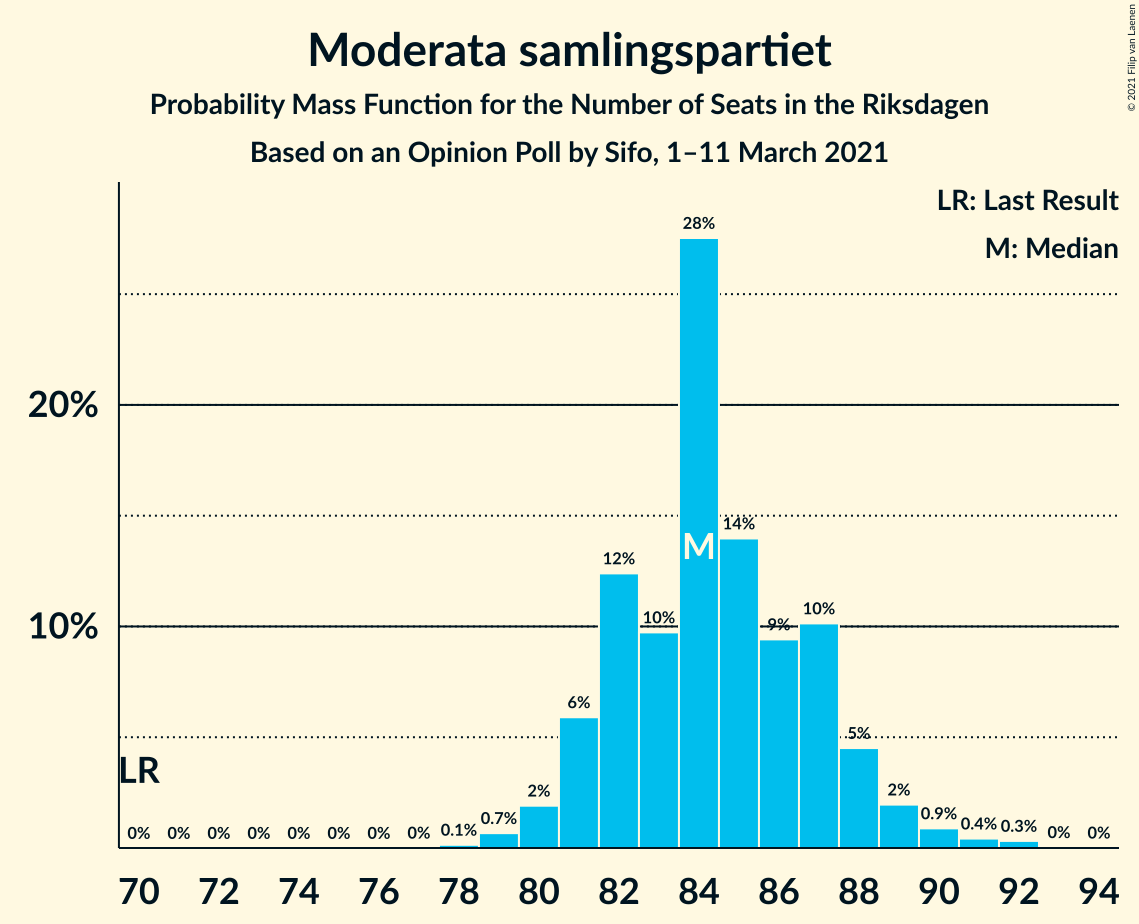 Moderata samlingspartiet
Probability Mass Function for the Number of Seats in the Riksdagen
Based on an Opinion Poll by Sifo, 1–11 March 2021
© 2021 Filip van Laenen
LR: Last Result
M: Median
28%
20%
14%
M
12%
10%
10%
9%
10%
6%
5%
LR
2%
2%
0% 0% 0% 0% 0% 0% 0% 0% 0.1% 0.7% 0.9% 0.4% 0.3% 0% 0%
70 72 74 76 78 80 82 84 86 88 90 92 94